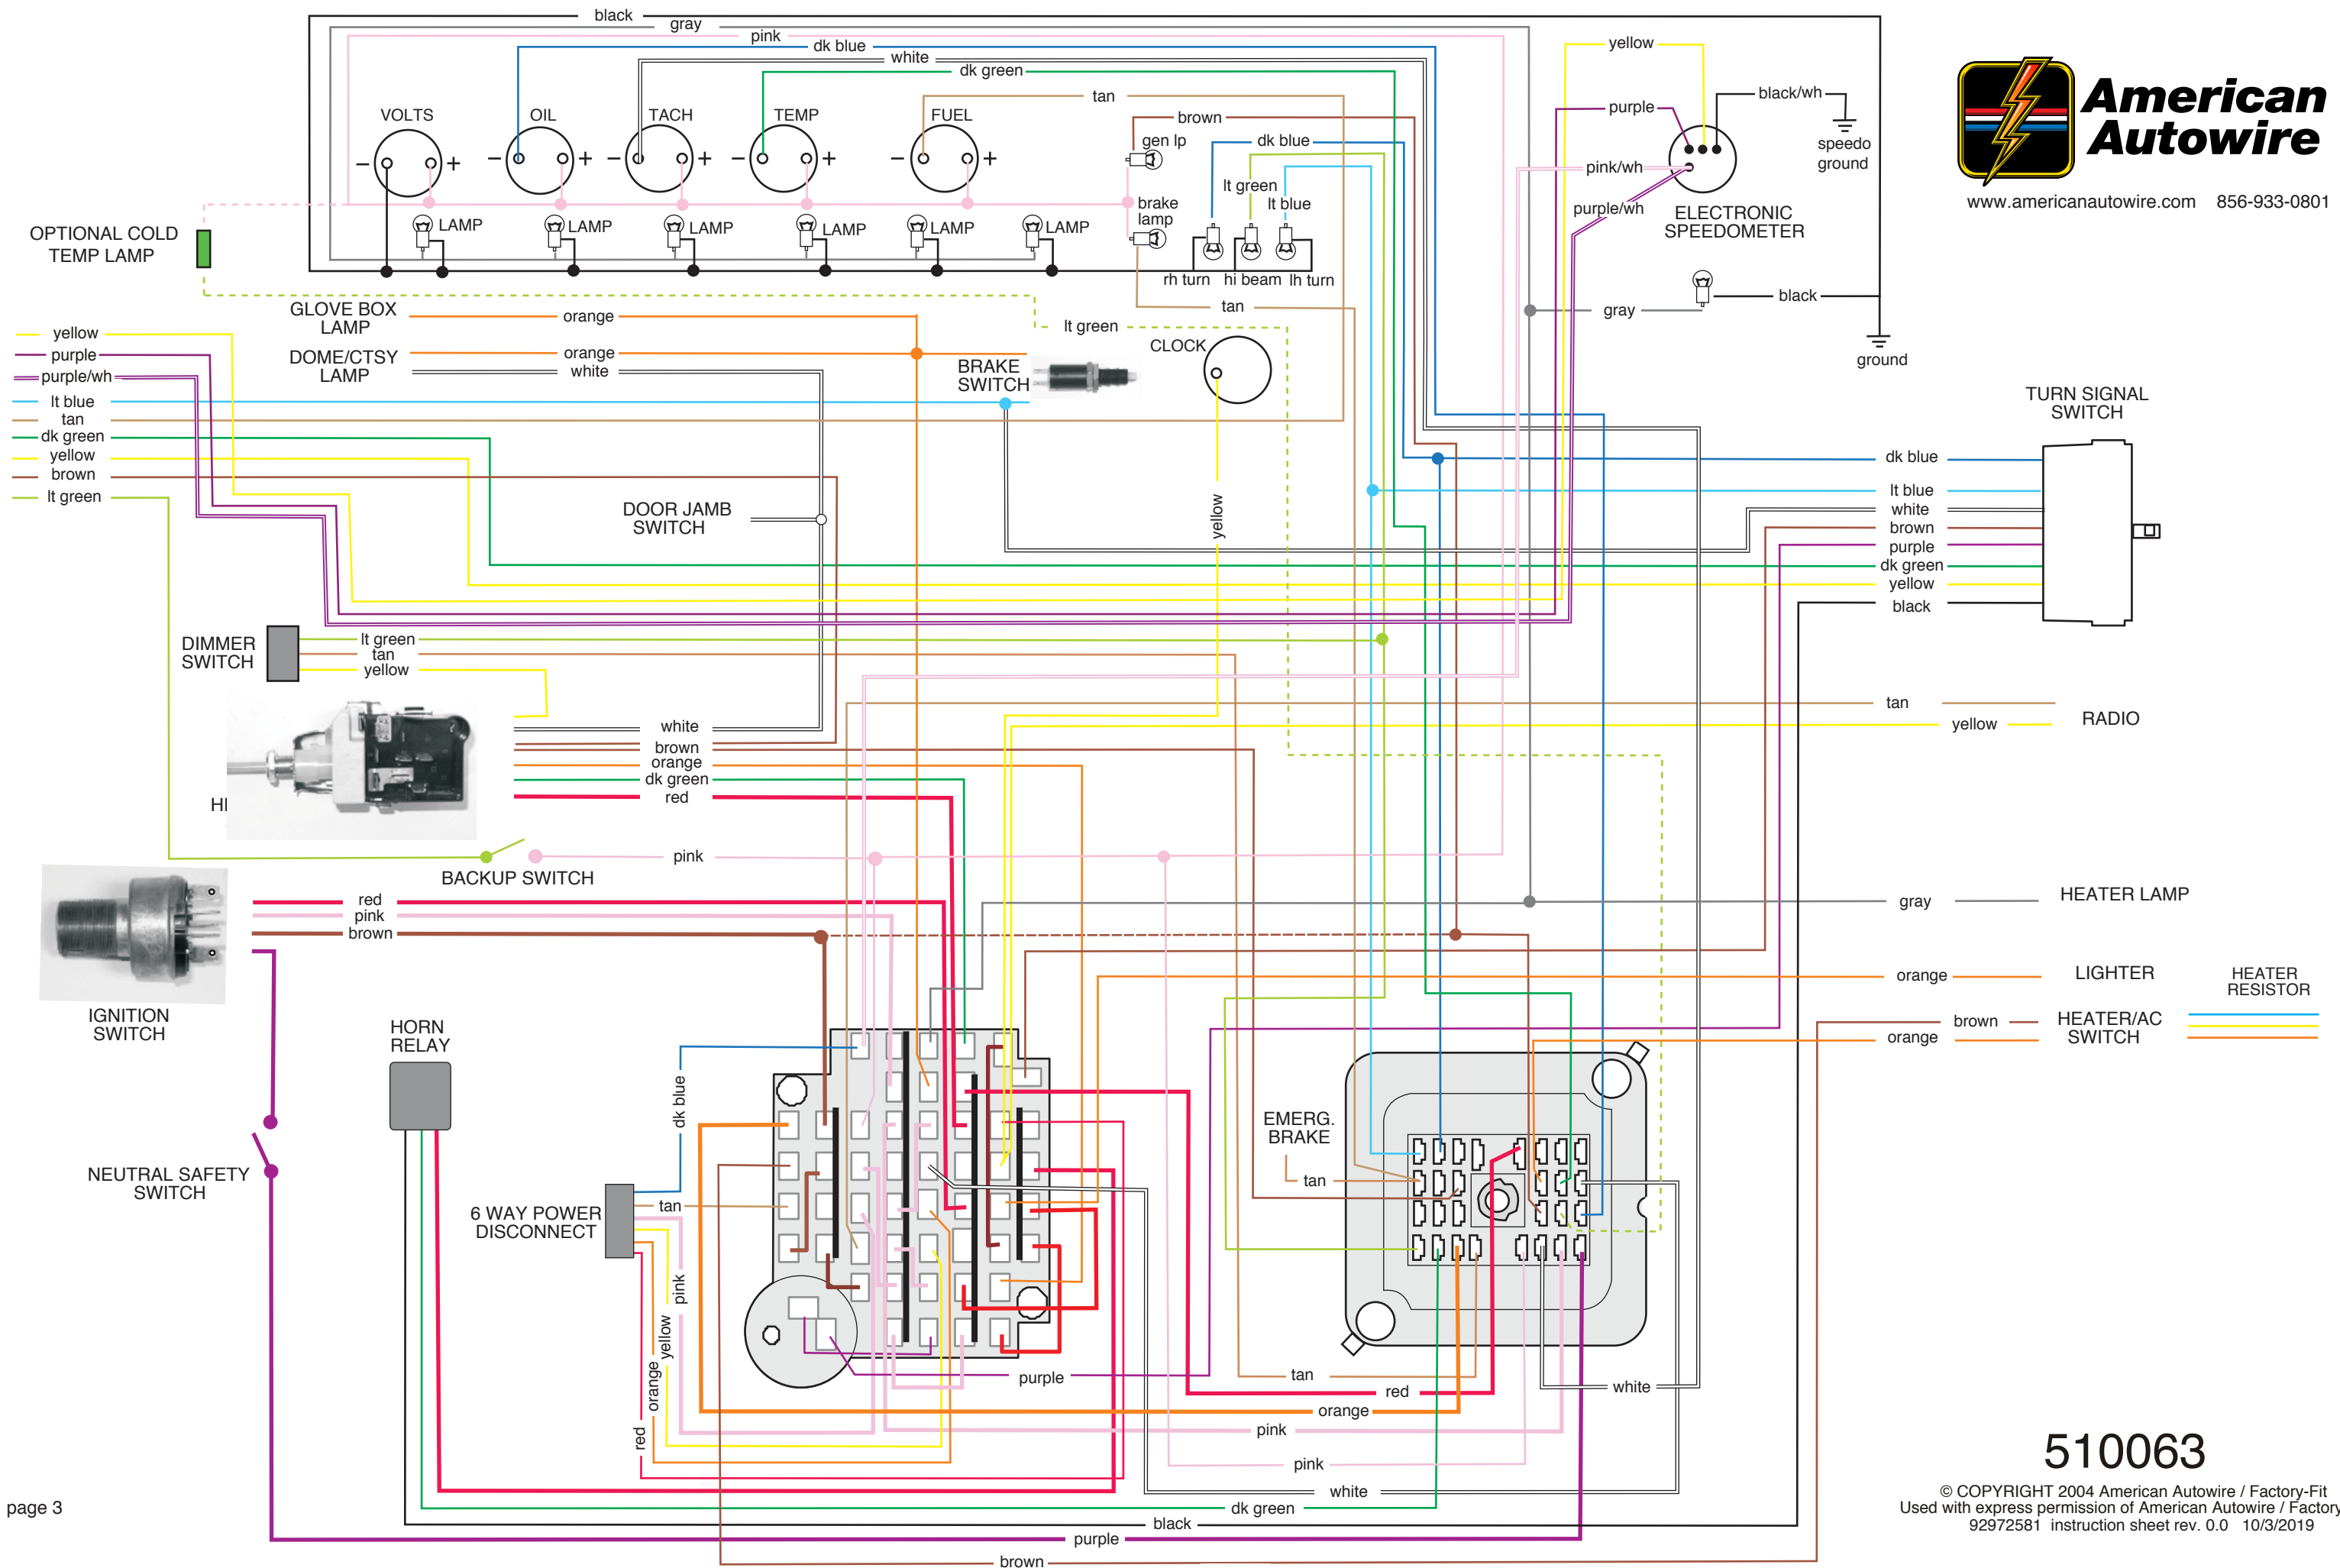 black
gray
pink
dk blue
white
dk green
tan
brown
yellow
purple
black/wh
pink/wh
purple/wh
VOLTS
OIL
TACH
TEMP
FUEL
− +
− +
− +
− +
− +
gen lp
dk blue
lt green
lt blue
brake
lamp
LAMP
LAMP
LAMP
LAMP
LAMP
LAMP
rh turn
hi beam
lh turn
tan
speedo
ground
ELECTRONIC
SPEEDOMETER
gray
black
ground
American
Autowire
www.americanautowire.com 856-933-0801
OPTIONAL COLD
TEMP LAMP
GLOVE BOX
LAMP
orange
DOME/CTSY
LAMP
orange
white
lt green
BRAKE
SWITCH
CLOCK
yellow
yellow
purple
purple/wh
lt blue
tan
dk green
yellow
brown
lt green
DOOR JAMB
SWITCH
TURN SIGNAL
SWITCH
dk blue
lt blue
white
brown
purple
dk green
yellow
black
DIMMER
SWITCH
lt green
tan
yellow
white
brown
orange
dk green
red
tan
yellow
RADIO
pink
BACKUP SWITCH
red
pink
brown
IGNITION
SWITCH
gray
HEATER LAMP
orange
LIGHTER
HEATER
RESISTOR
brown
orange
HEATER/AC
SWITCH
HORN
RELAY
NEUTRAL SAFETY
SWITCH
dk blue
6 WAY POWER
DISCONNECT
tan
pink
yellow
orange
red
EMERG.
BRAKE
tan
purple
tan
red
white
orange
pink
pink
white
dk green
black
purple
brown
page 3
510063
© COPYRIGHT 2004 American Autowire / Factory-Fit
Used with express permission of American Autowire / Factory
92972581 instruction sheet rev. 0.0 10/3/2019